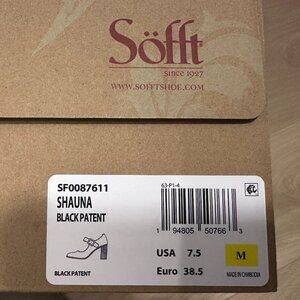 Söfft
since 1927
WWW.SOFFTSHOE.COM
SF0087611
SHAUNA
BLACK PATENT
63-P1-4
1 94805 50766 3
USA 7.5
Euro 38.5
M
BLACK PATENT
MADE IN CAMBODIA